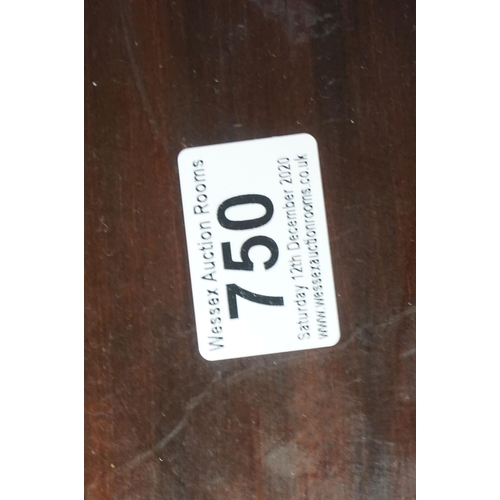 Wessex Auction Rooms
750
Saturday 12th December 2020
www.wessexauctionrooms.co.uk